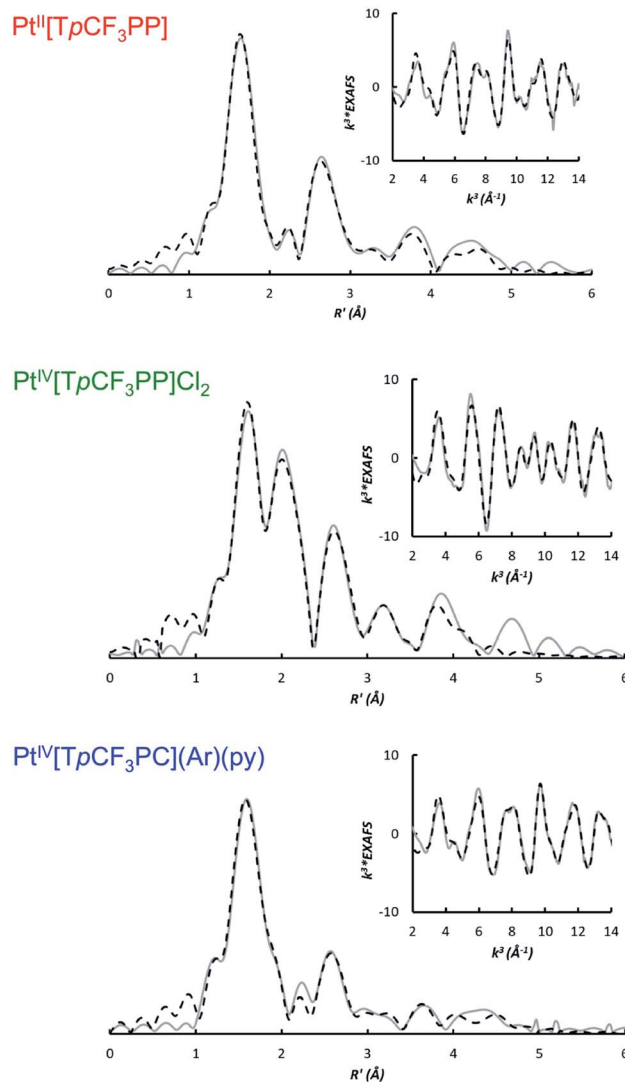 Pt^II[TpCF₃PP]
10
0
-10
k³*EXAFS
2 4 6 8 10 12 14
k³ (Å⁻¹)
0 1 2 3 4 5 6
R' (Å)
Pt^IV[TpCF₃PP]Cl₂
10
0
-10
k³*EXAFS
2 4 6 8 10 12 14
k³ (Å⁻¹)
0 1 2 3 4 5 6
R' (Å)
Pt^IV[TpCF₃PC](Ar)(py)
10
0
-10
k³*EXAFS
2 4 6 8 10 12 14
k³ (Å⁻¹)
0 1 2 3 4 5 6
R' (Å)